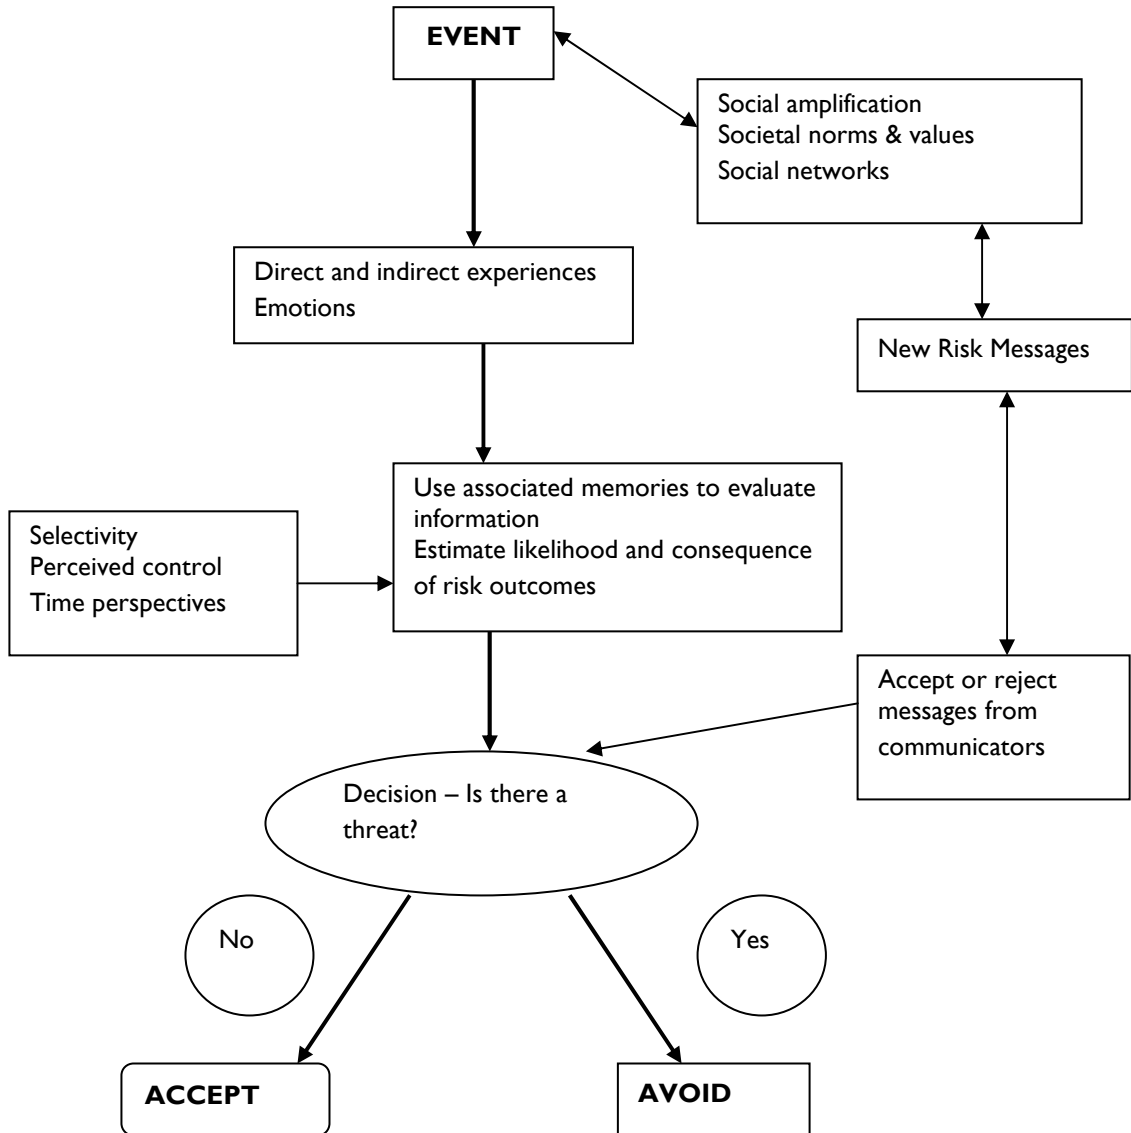 EVENT
Social amplification
Societal norms & values
Social networks
Direct and indirect experiences
Emotions
New Risk Messages
Use associated memories to evaluate
information
Estimate likelihood and consequence
of risk outcomes
Selectivity
Perceived control
Time perspectives
Accept or reject
messages from
communicators
Decision – Is there a
threat?
No
Yes
ACCEPT
AVOID